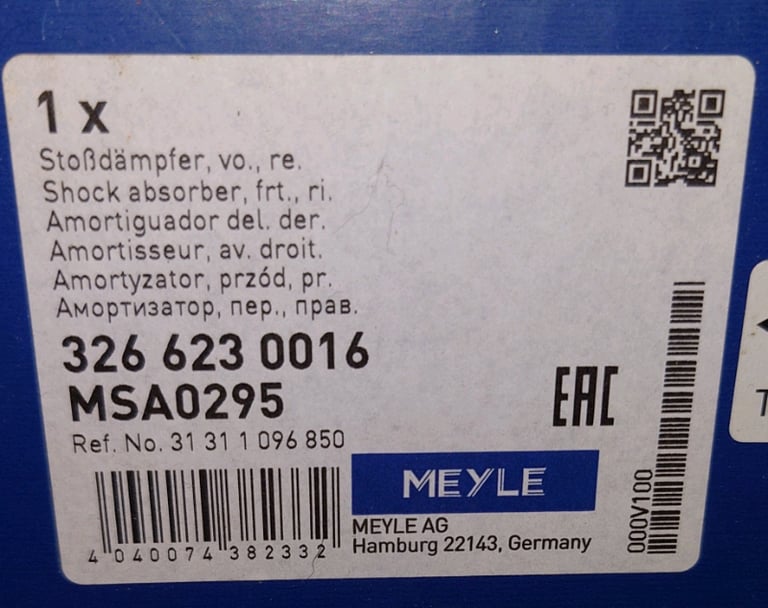 1 x
Stoßdämpfer, vo., re.
Shock absorber, frt., ri.
Amortiguador del. der.
Amortisseur, av. droit.
Amortyzator, przód, pr.
Амортизатор, пер., прав.
326 623 0016
MSA0295
Ref. No. 31 31 1 096 850
EAC
MEYLE
MEYLE AG
Hamburg 22143, Germany
4 040074 382332
000V100
T